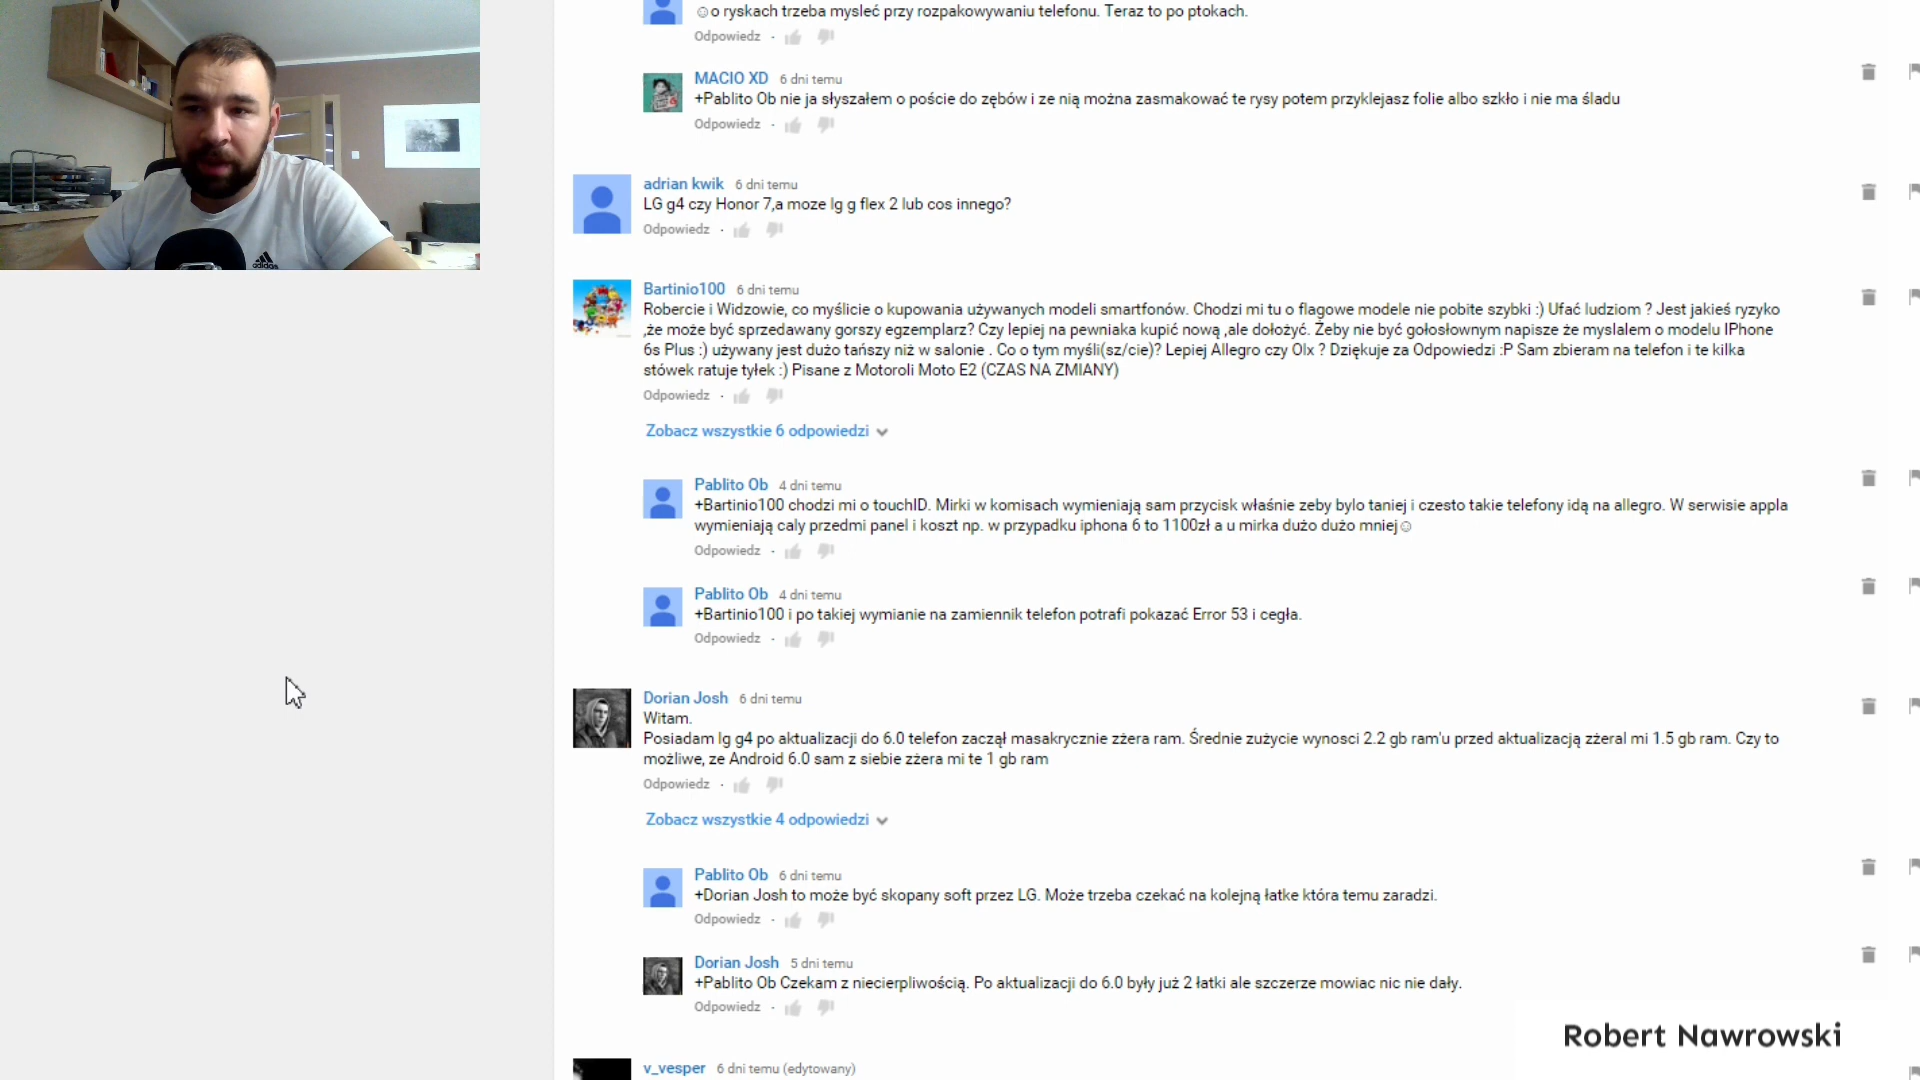 ☺o ryskach trzeba mysleć przy rozpakowywaniu telefonu. Teraz to po ptokach.
Odpowiedz ·
MACIO XD 6 dni temu
+Pablito Ob nie ja słyszałem o poście do zębów i ze nią można zasmakować te rysy potem przyklejasz folie albo szkło i nie ma śladu
Odpowiedz ·
adrian kwik 6 dni temu
LG g4 czy Honor 7,a moze lg g flex 2 lub cos innego?
Odpowiedz ·
Bartinio100 6 dni temu
Robercie i Widzowie, co myślicie o kupowania używanych modeli smartfonów. Chodzi mi tu o flagowe modele nie pobite szybki :) Ufać ludziom ? Jest jakieś ryzyko
,że może być sprzedawany gorszy egzemplarz? Czy lepiej na pewniaka kupić nową ,ale dołożyć. Żeby nie być gołosłownym napisze że myslalem o modelu IPhone
6s Plus :) używany jest dużo tańszy niż w salonie . Co o tym myśli(sz/cie)? Lepiej Allegro czy Olx ? Dziękuje za Odpowiedzi :P Sam zbieram na telefon i te kilka
stówek ratuje tyłek :) Pisane z Motoroli Moto E2 (CZAS NA ZMIANY)
Odpowiedz ·
Zobacz wszystkie 6 odpowiedzi
Pablito Ob 4 dni temu
+Bartinio100 chodzi mi o touchID. Mirki w komisach wymieniają sam przycisk właśnie zeby bylo taniej i czesto takie telefony idą na allegro. W serwisie appla
wymieniają caly przedmi panel i koszt np. w przypadku iphona 6 to 1100zł a u mirka dużo dużo mniej☺
Odpowiedz ·
Pablito Ob 4 dni temu
+Bartinio100 i po takiej wymianie na zamiennik telefon potrafi pokazać Error 53 i cegła.
Odpowiedz ·
Dorian Josh 6 dni temu
Witam.
Posiadam lg g4 po aktualizacji do 6.0 telefon zaczął masakrycznie zżera ram. Średnie zużycie wynosci 2.2 gb ram'u przed aktualizacją zżeral mi 1.5 gb ram. Czy to
możliwe, ze Android 6.0 sam z siebie zżera mi te 1 gb ram
Odpowiedz ·
Zobacz wszystkie 4 odpowiedzi
Pablito Ob 6 dni temu
+Dorian Josh to może być skopany soft przez LG. Może trzeba czekać na kolejną łatke która temu zaradzi.
Odpowiedz ·
Dorian Josh 5 dni temu
+Pablito Ob Czekam z niecierpliwością. Po aktualizacji do 6.0 były już 2 łatki ale szczerze mowiac nic nie dały.
Odpowiedz ·
v_vesper 6 dni temu (edytowany)
adidas
Robert Nawrowski